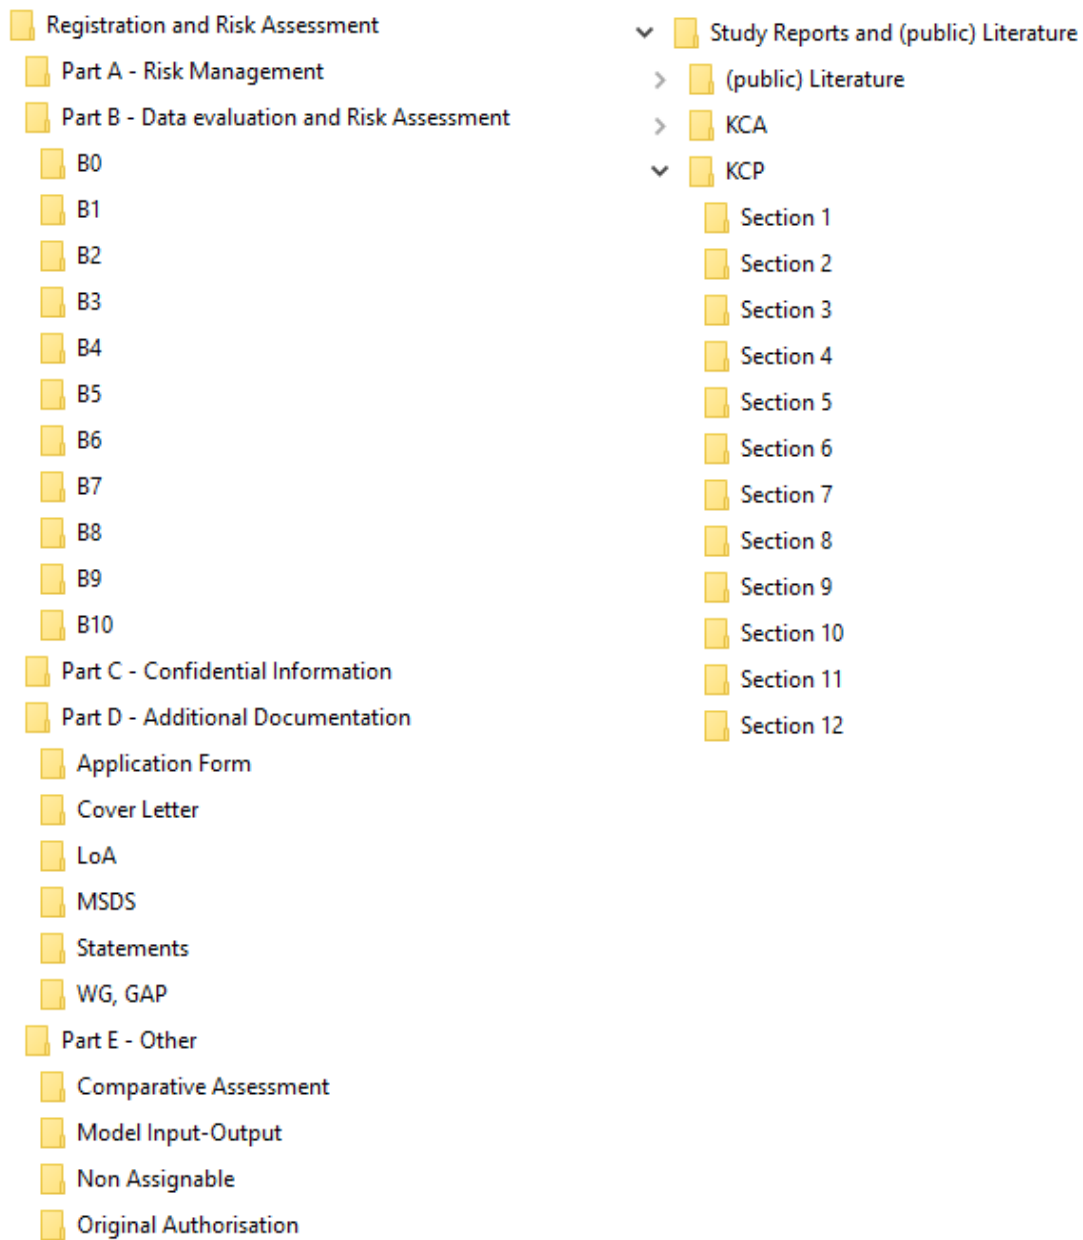 Registration and Risk Assessment
Part A - Risk Management
Part B - Data evaluation and Risk Assessment
B0
B1
B2
B3
B4
B5
B6
B7
B8
B9
B10
Part C - Confidential Information
Part D - Additional Documentation
Application Form
Cover Letter
LoA
MSDS
Statements
WG, GAP
Part E - Other
Comparative Assessment
Model Input-Output
Non Assignable
Original Authorisation
Study Reports and (public) Literature
(public) Literature
KCA
KCP
Section 1
Section 2
Section 3
Section 4
Section 5
Section 6
Section 7
Section 8
Section 9
Section 10
Section 11
Section 12